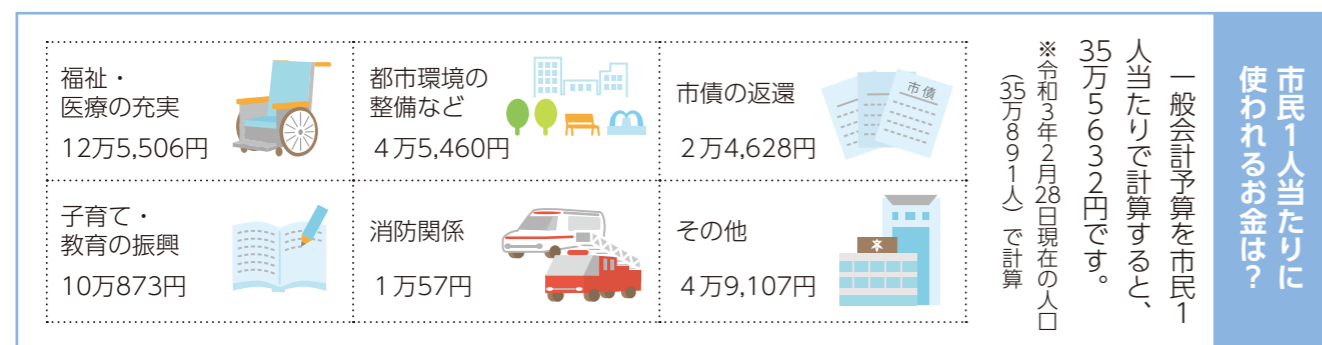 市民1人当たりに
使われるお金は？
一般会計予算を市民1
人当たりで計算すると、
35万5632円です。
※令和3年2月28日現在の人口
（35万891人）で計算
福祉・
医療の充実
12万5,506円
都市環境の
整備など
4万5,460円
市債の返還
2万4,628円
市債
子育て・
教育の振興
10万873円
消防関係
1万57円
その他
4万9,107円